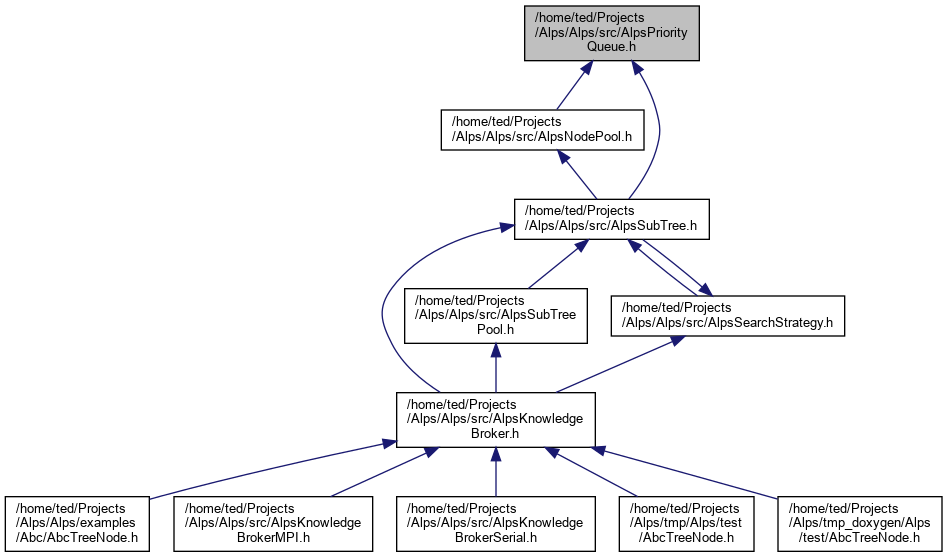 /home/ted/Projects
/Alps/Alps/src/AlpsPriority
Queue.h
/home/ted/Projects
/Alps/Alps/src/AlpsNodePool.h
/home/ted/Projects
/Alps/Alps/src/AlpsSubTree.h
/home/ted/Projects
/Alps/Alps/src/AlpsSubTree
Pool.h
/home/ted/Projects
/Alps/Alps/src/AlpsSearchStrategy.h
/home/ted/Projects
/Alps/Alps/src/AlpsKnowledge
Broker.h
/home/ted/Projects
/Alps/Alps/examples
/Abc/AbcTreeNode.h
/home/ted/Projects
/Alps/Alps/src/AlpsKnowledge
BrokerMPI.h
/home/ted/Projects
/Alps/Alps/src/AlpsKnowledge
BrokerSerial.h
/home/ted/Projects
/Alps/tmp/Alps/test
/AbcTreeNode.h
/home/ted/Projects
/Alps/tmp_doxygen/Alps
/test/AbcTreeNode.h